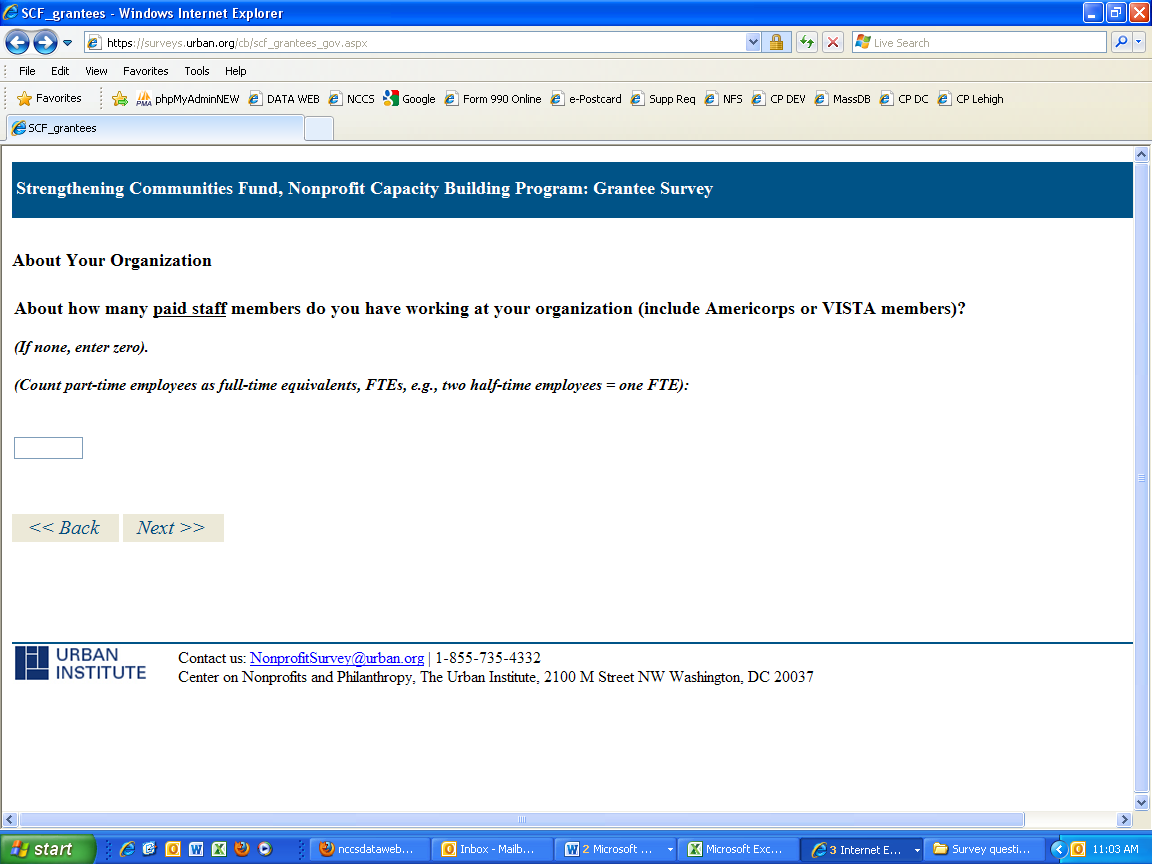 SCF_grantees - Windows Internet Explorer
https://surveys.urban.org/cb/scf_grantees_gov.aspx
Live Search
File Edit View Favorites Tools Help
Favorites PMA phpMyAdminNEW DATA WEB NCCS Google Form 990 Online e-Postcard Supp Req NFS CP DEV MassDB CP DC CP Lehigh
SCF_grantees
Strengthening Communities Fund, Nonprofit Capacity Building Program: Grantee Survey
About Your Organization
About how many paid staff members do you have working at your organization (include Americorps or VISTA members)?
(If none, enter zero).
(Count part-time employees as full-time equivalents, FTEs, e.g., two half-time employees = one FTE):
<< Back Next >>
URBAN INSTITUTE
Contact us: NonprofitSurvey@urban.org | 1-855-735-4332
Center on Nonprofits and Philanthropy, The Urban Institute, 2100 M Street NW Washington, DC 20037
start nccsdataweb... Inbox - Mailb... 2 Microsoft ... Microsoft Exc... 3 Internet E... Survey questi... 11:03 AM